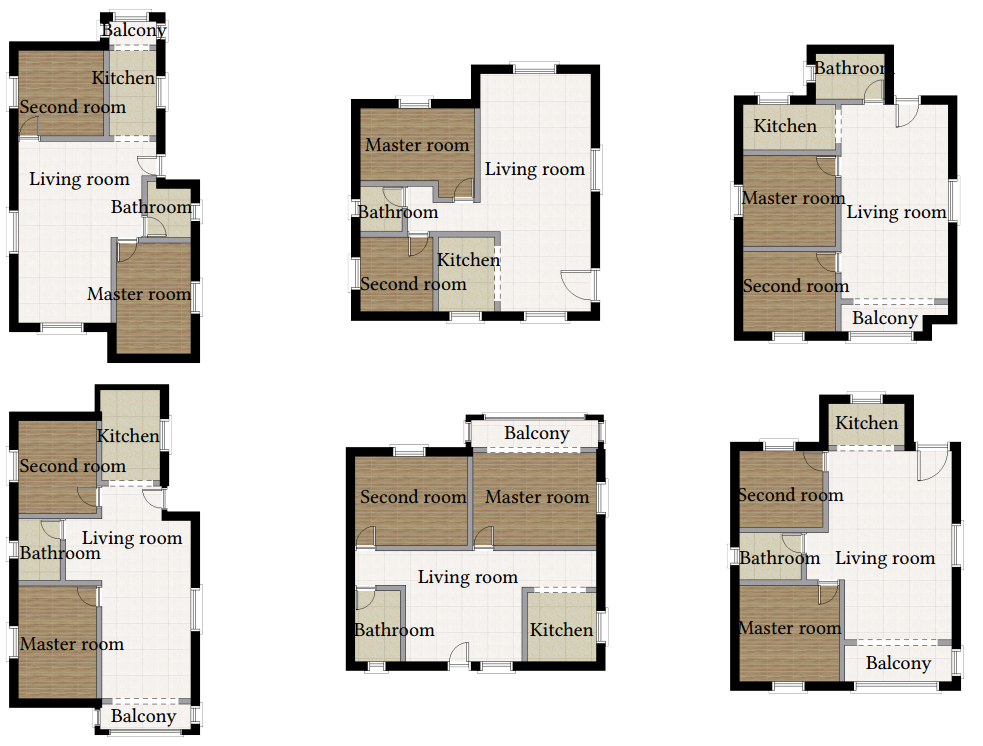 Balcony
Kitchen
Second room
Living room
Bathroom
Master room
Master room
Living room
Bathroom
Kitchen
Second room
Bathroom
Kitchen
Master room
Living room
Second room
Balcony
Kitchen
Second room
Living room
Bathroom
Master room
Balcony
Balcony
Second room
Master room
Living room
Bathroom
Kitchen
Kitchen
Second room
Bathroom
Living room
Master room
Balcony